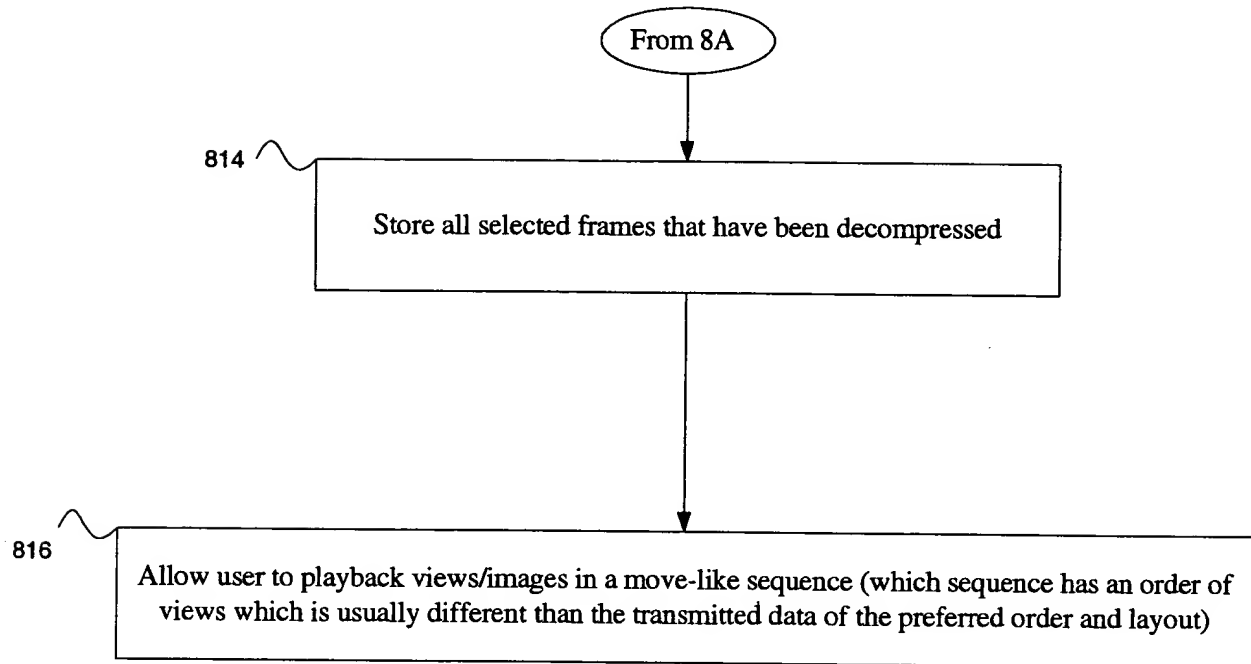 From 8A
814
Store all selected frames that have been decompressed
816
Allow user to playback views/images in a move-like sequence (which sequence has an order of
views which is usually different than the transmitted data of the preferred order and layout)